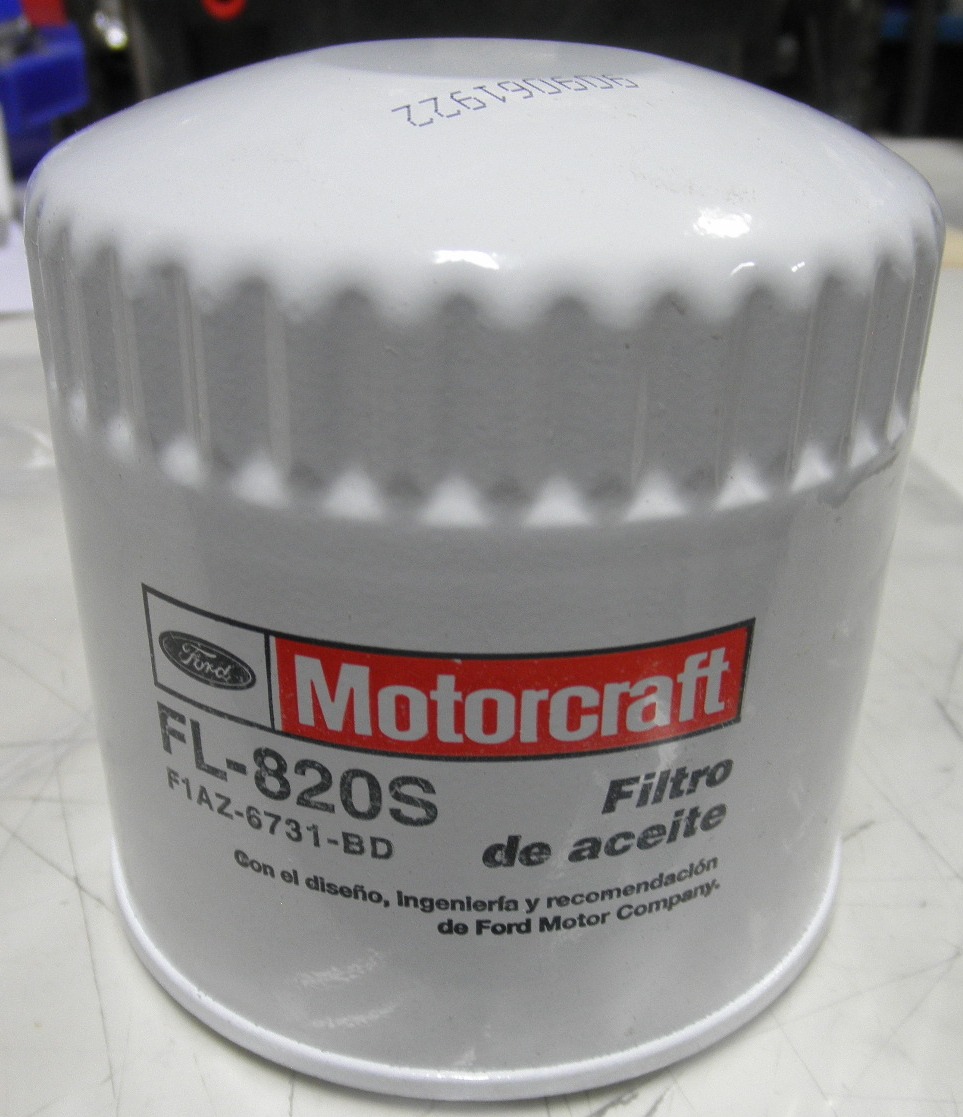 Ford
Motorcraft
FL-820S
F1AZ-6731-BD
Filtro
de aceite
Con el diseño, ingeniería y recomendación
de Ford Motor Company.